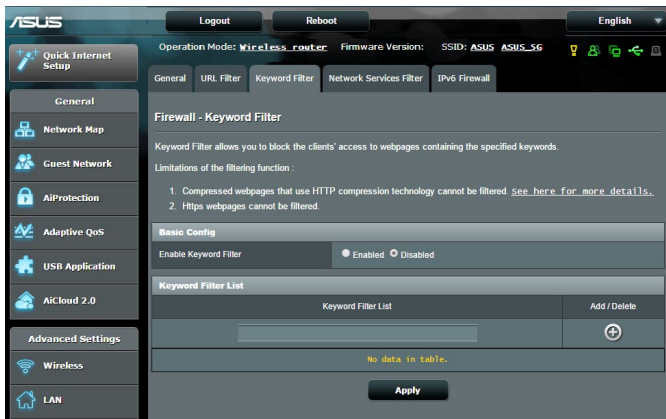 ASUS
Logout
Reboot
English
Quick Internet
Setup
Operation Mode: Wireless router Firmware Version: SSID: ASUS ASUS_5G
General
URL Filter
Keyword Filter
Network Services Filter
IPv6 Firewall
General
Network Map
Guest Network
AiProtection
Adaptive QoS
USB Application
AiCloud 2.0
Advanced Settings
Wireless
LAN
Firewall - Keyword Filter
Keyword Filter allows you to block the clients' access to webpages containing the specified keywords.
Limitations of the filtering function :
1. Compressed webpages that use HTTP compression technology cannot be filtered. See here for more details.
2. Https webpages cannot be filtered.
Basic Config
Enable Keyword Filter
Enabled Disabled
Keyword Filter List
Keyword Filter List
Add / Delete
No data in table.
Apply